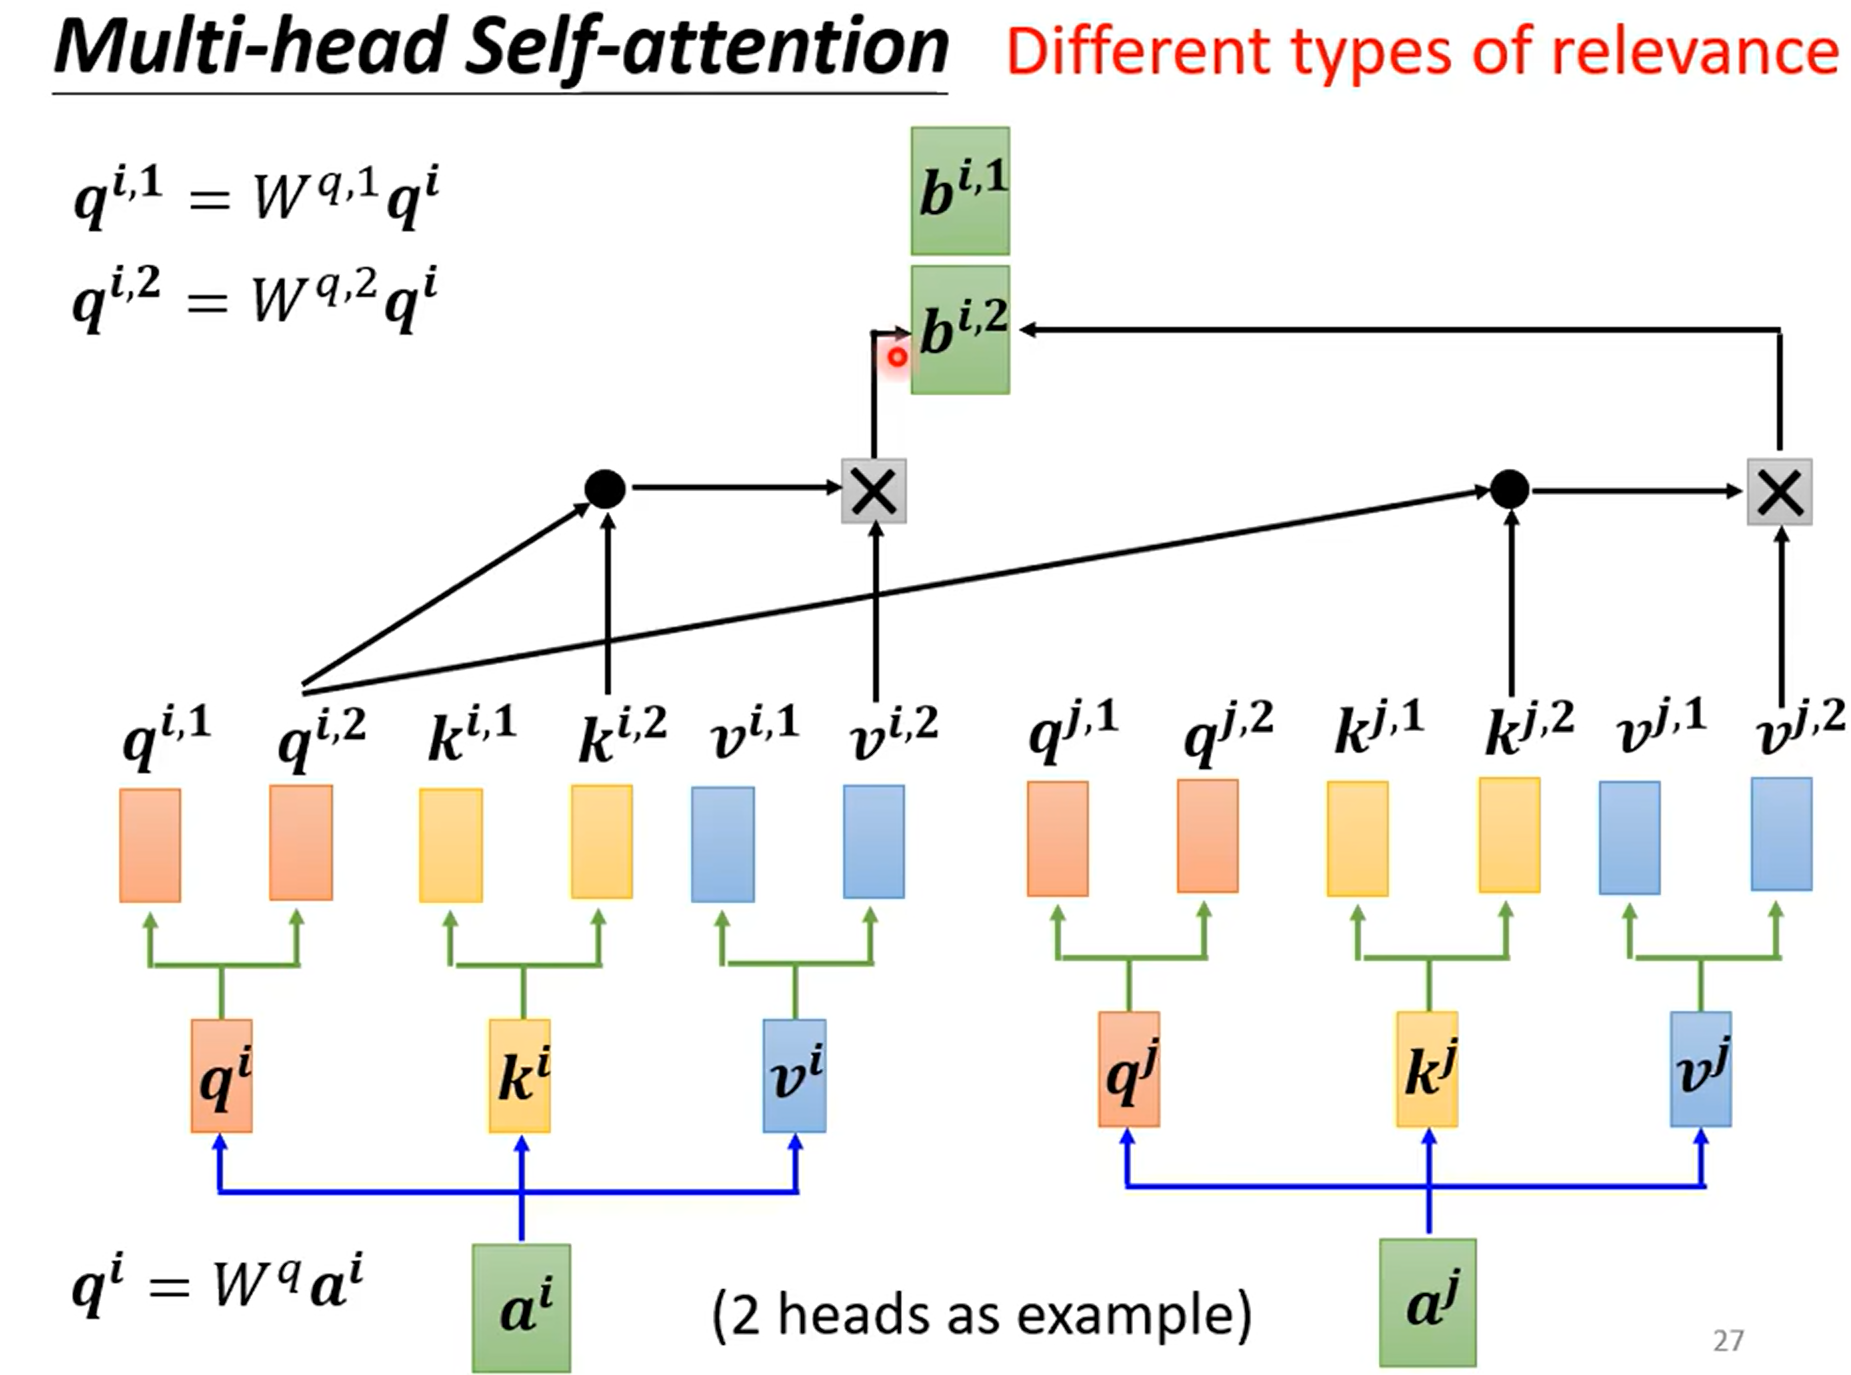 Multi-head Self-attention Different types of relevance
b^{i,1}
q^{i,1} = W^{q,1}q^i
q^{i,2} = W^{q,2}q^i
b^{i,2}
q^{i,1} q^{i,2} k^{i,1} k^{i,2} v^{i,1} v^{i,2} q^{j,1} q^{j,2} k^{j,1} k^{j,2} v^{j,1} v^{j,2}
q^i k^i v^i q^j k^j v^j
q^i = W^q a^i
a^i (2 heads as example) a^j
27